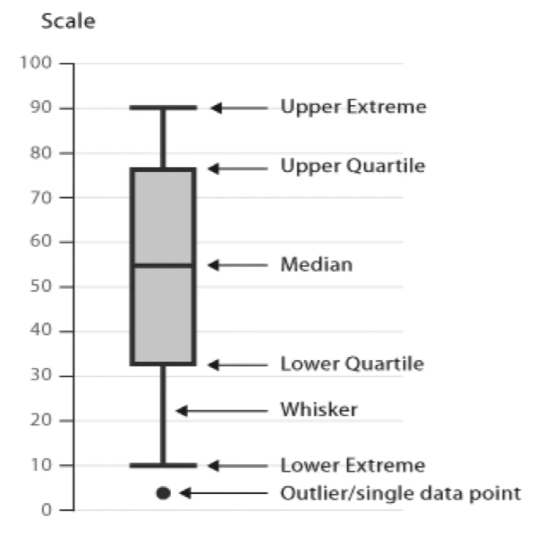 Scale
100
90
Upper Extreme
80
Upper Quartile
70
60
Median
50
40
Lower Quartile
30
Whisker
20
10
Lower Extreme
Outlier/single data point
0